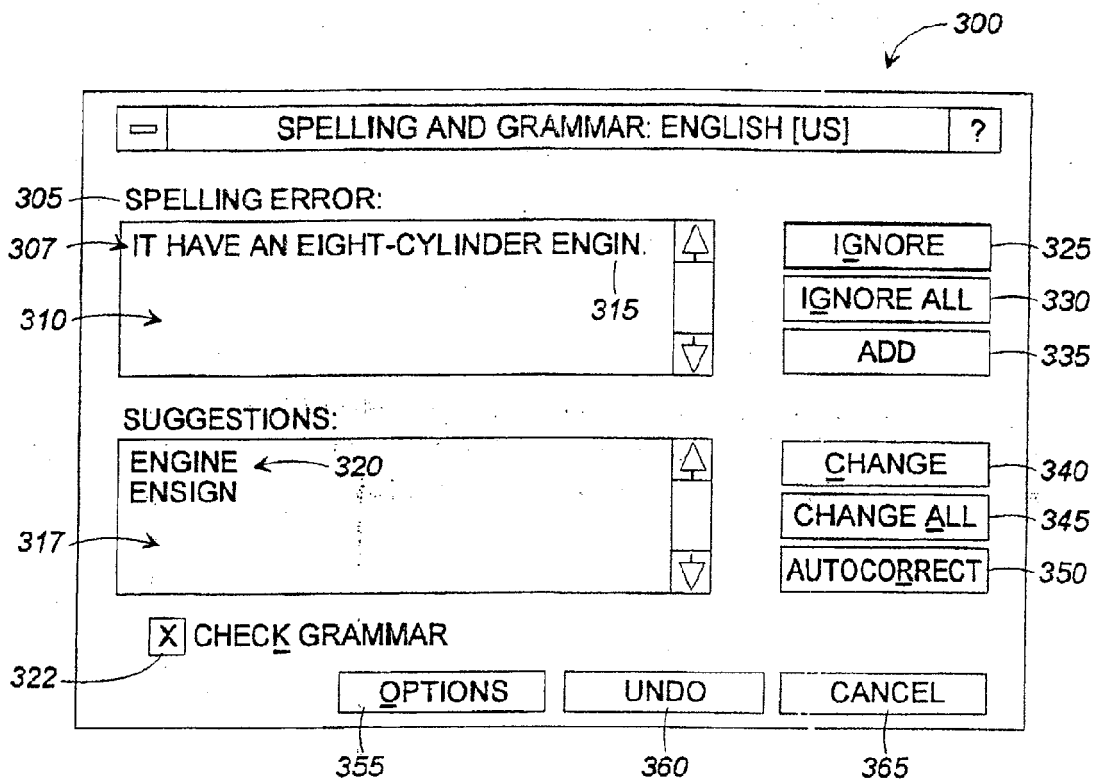 300
SPELLING AND GRAMMAR: ENGLISH [US] ?
305 SPELLING ERROR:
307 IT HAVE AN EIGHT-CYLINDER ENGIN. IGNORE 325
310 315 IGNORE ALL 330
ADD 335
SUGGESTIONS:
ENGINE 320 CHANGE 340
ENSIGN
317 CHANGE ALL 345
AUTOCORRECT 350
X CHECK GRAMMAR
322
OPTIONS UNDO CANCEL
355 360 365